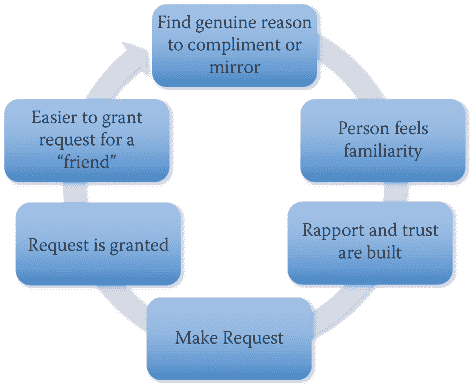 Find genuine reason
to compliment or
mirror
Person feels
familiarity
Rapport and trust
are built
Make Request
Request is granted
Easier to grant
request for a
“friend”